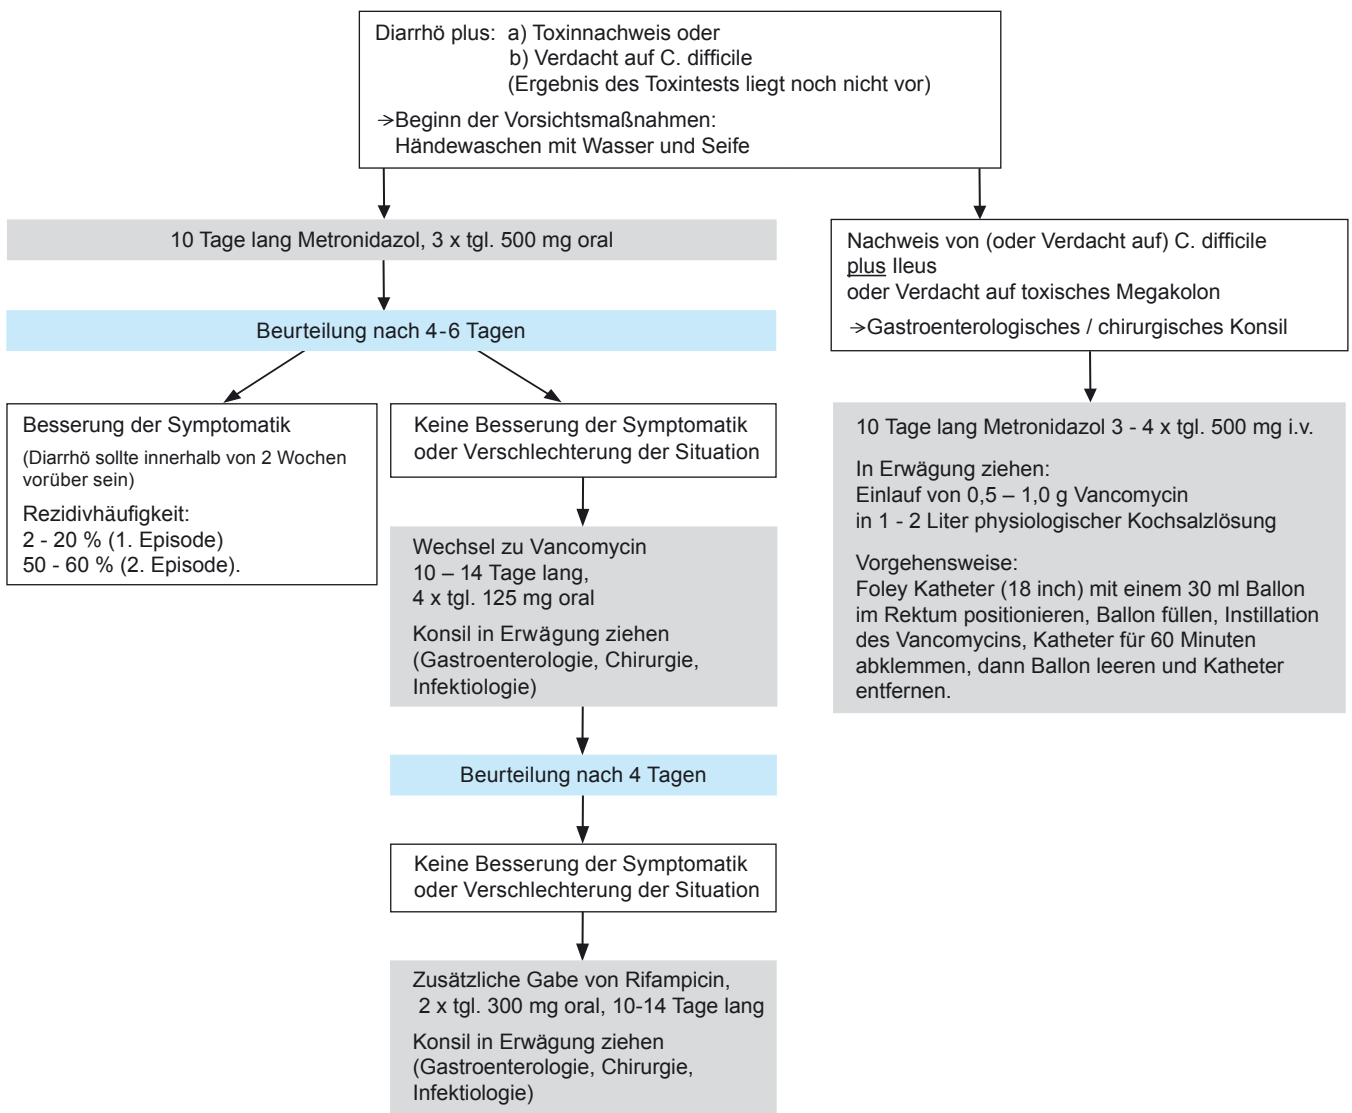 Diarrhö plus: a) Toxinnachweis oder
b) Verdacht auf C. difficile
(Ergebnis des Toxintests liegt noch nicht vor)
→Beginn der Vorsichtsmaßnahmen:
Händewaschen mit Wasser und Seife
10 Tage lang Metronidazol, 3 x tgl. 500 mg oral
Beurteilung nach 4-6 Tagen
Besserung der Symptomatik
(Diarrhö sollte innerhalb von 2 Wochen
vorüber sein)
Rezidivhäufigkeit:
2 - 20 % (1. Episode)
50 - 60 % (2. Episode).
Keine Besserung der Symptomatik
oder Verschlechterung der Situation
Wechsel zu Vancomycin
10 – 14 Tage lang,
4 x tgl. 125 mg oral
Konsil in Erwägung ziehen
(Gastroenterologie, Chirurgie,
Infektiologie)
Beurteilung nach 4 Tagen
Keine Besserung der Symptomatik
oder Verschlechterung der Situation
Zusätzliche Gabe von Rifampicin,
2 x tgl. 300 mg oral, 10-14 Tage lang
Konsil in Erwägung ziehen
(Gastroenterologie, Chirurgie,
Infektiologie)
Nachweis von (oder Verdacht auf) C. difficile
plus Ileus
oder Verdacht auf toxisches Megakolon
→Gastroenterologisches / chirurgisches Konsil
10 Tage lang Metronidazol 3 - 4 x tgl. 500 mg i.v.
In Erwägung ziehen:
Einlauf von 0,5 – 1,0 g Vancomycin
in 1 - 2 Liter physiologischer Kochsalzlösung
Vorgehensweise:
Foley Katheter (18 inch) mit einem 30 ml Ballon
im Rektum positionieren, Ballon füllen, Instillation
des Vancomycins, Katheter für 60 Minuten
abklemmen, dann Ballon leeren und Katheter
entfernen.